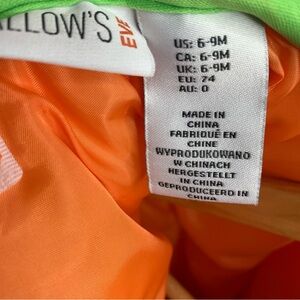 ALLOW'S
EVE
US: 6-9M
CA: 6-9M
UK: 6-9M
EU: 74
AU: 0
MADE IN
CHINA
FABRIQUÉ EN
CHINE
WYPRODUKOWANO
W CHINACH
HERGESTELLT
IN CHINA
GEPRODUCEERD IN
CHINA